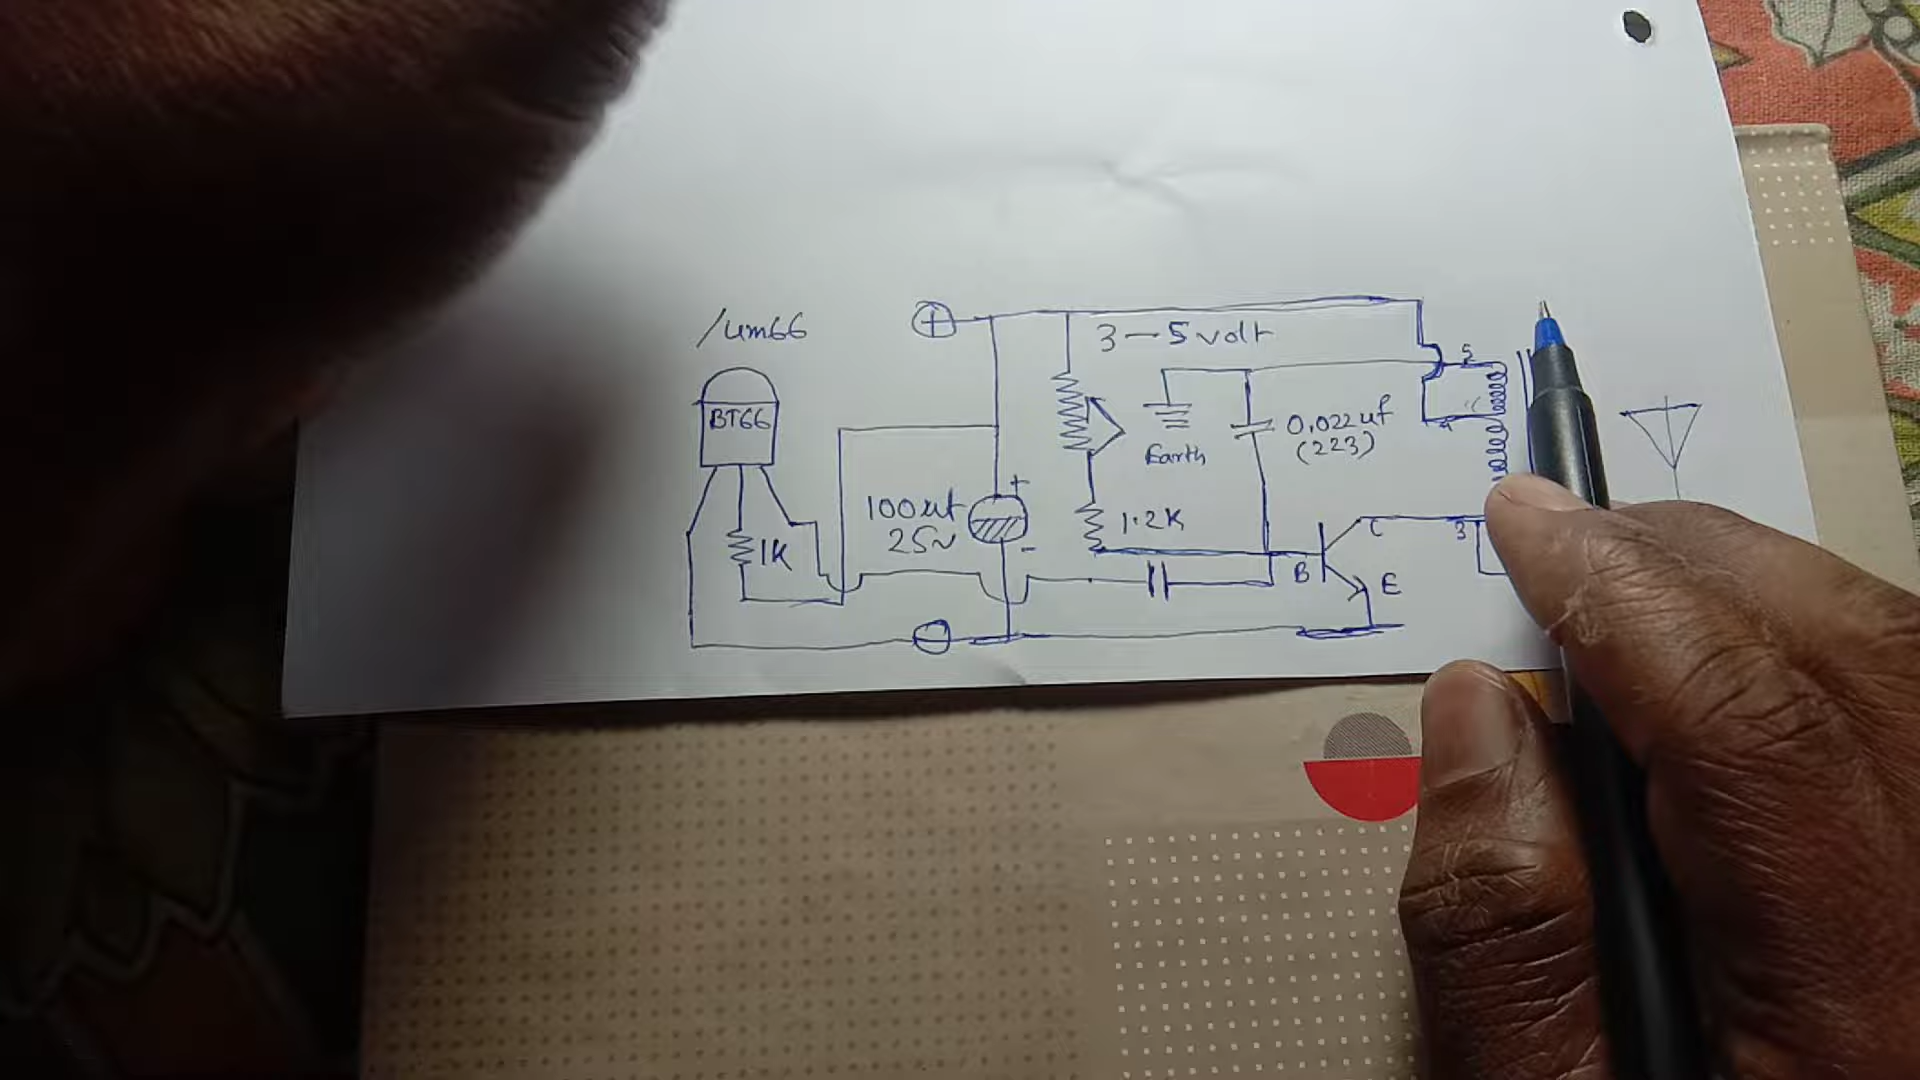 /um66
BT66
1K
+
100uf
25v
+
-
3-5 volt
Earth
0.022uf
(223)
1.2K
B
C
E
5
4
3